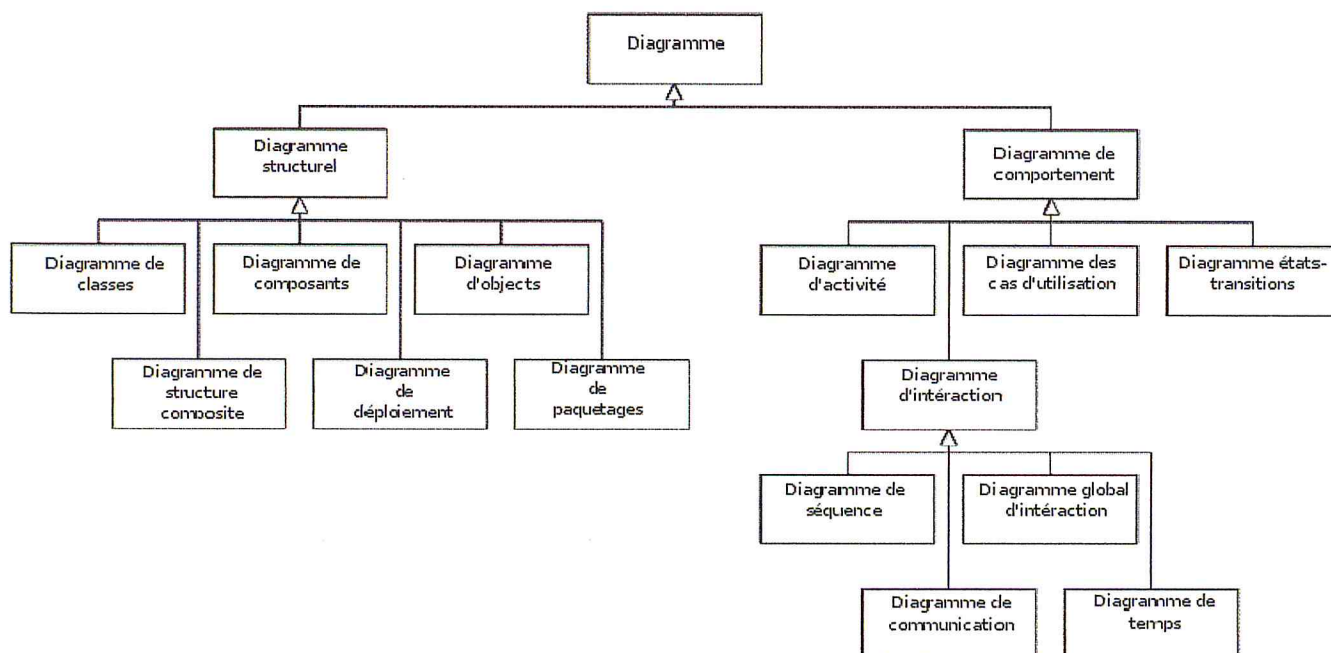 Diagramme
Diagramme
structurel
Diagramme de
comportement
Diagramme de
classes
Diagramme de
composants
Diagramme
d'objects
Diagramme
d'activité
Diagramme des
cas d'utilisation
Diagramme états-
transitions
Diagramme de
structure
composite
Diagramme
de
déploiement
Diagramme
de
paquetages
Diagramme
d'intéraction
Diagramme de
séquence
Diagramme global
d'intéraction
Diagramme de
communication
Diagramme de
temps